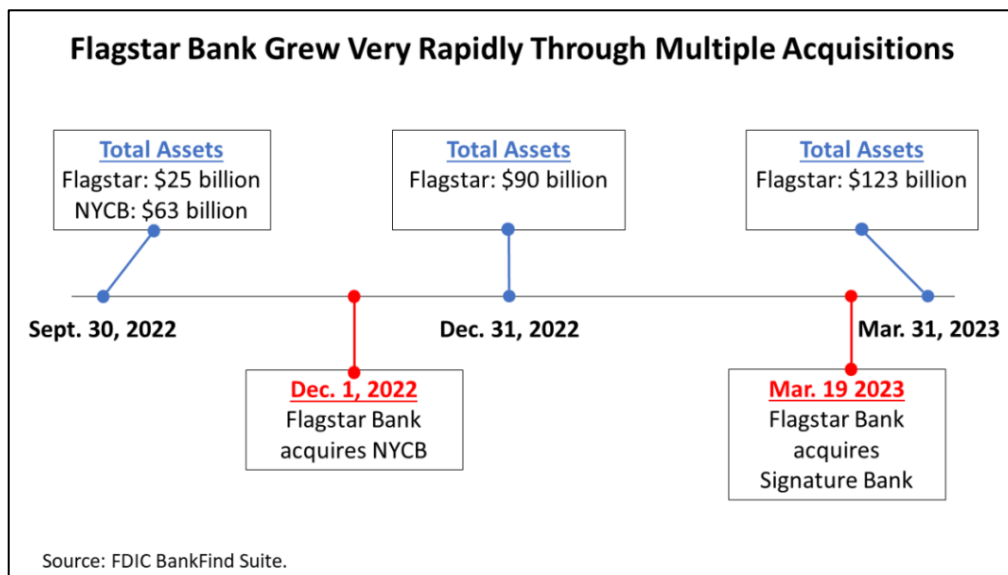 Flagstar Bank Grew Very Rapidly Through Multiple Acquisitions
Total Assets
Flagstar: $25 billion
NYCB: $63 billion
Total Assets
Flagstar: $90 billion
Total Assets
Flagstar: $123 billion
Sept. 30, 2022
Dec. 31, 2022
Mar. 31, 2023
Dec. 1, 2022
Flagstar Bank
acquires NYCB
Mar. 19 2023
Flagstar Bank
acquires
Signature Bank
Source: FDIC BankFind Suite.